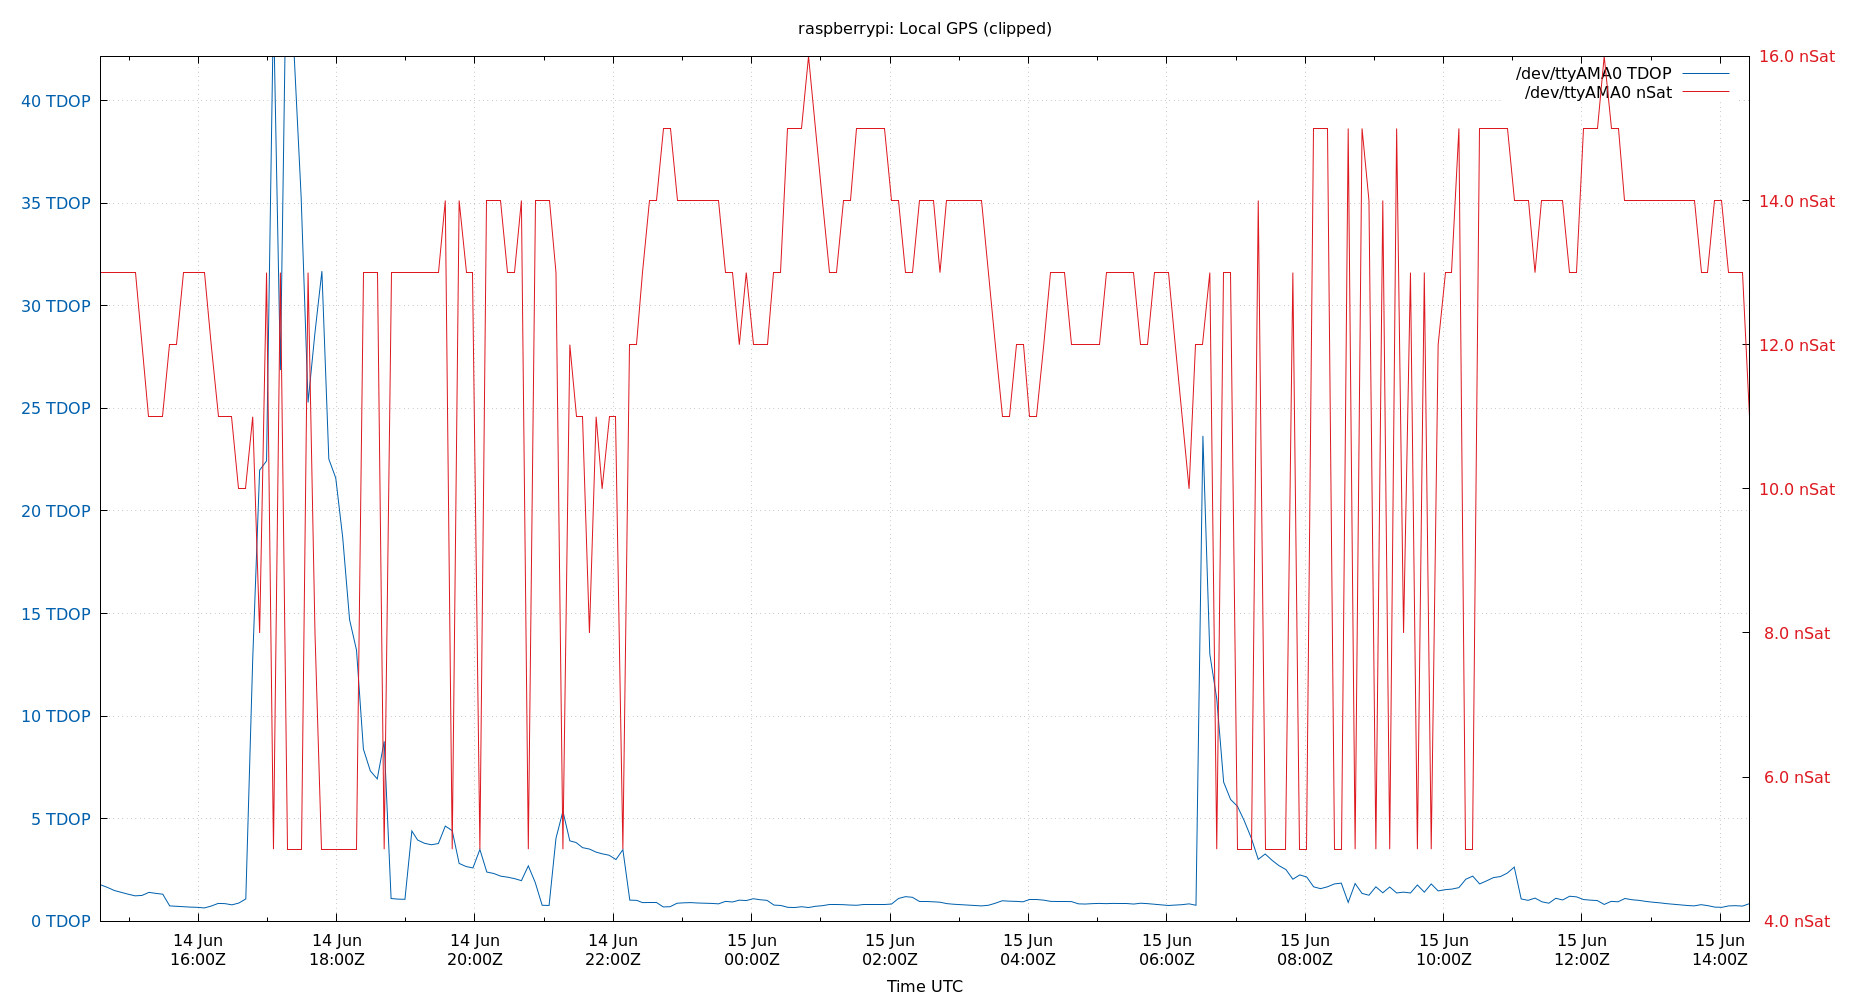 raspberrypi: Local GPS (clipped)
/dev/ttyAMA0 TDOP
/dev/ttyAMA0 nSat
40 TDOP
35 TDOP
30 TDOP
25 TDOP
20 TDOP
15 TDOP
10 TDOP
5 TDOP
0 TDOP
16.0 nSat
14.0 nSat
12.0 nSat
10.0 nSat
8.0 nSat
6.0 nSat
4.0 nSat
14 Jun
16:00Z
14 Jun
18:00Z
14 Jun
20:00Z
14 Jun
22:00Z
15 Jun
00:00Z
15 Jun
02:00Z
15 Jun
04:00Z
15 Jun
06:00Z
15 Jun
08:00Z
15 Jun
10:00Z
15 Jun
12:00Z
15 Jun
14:00Z
Time UTC